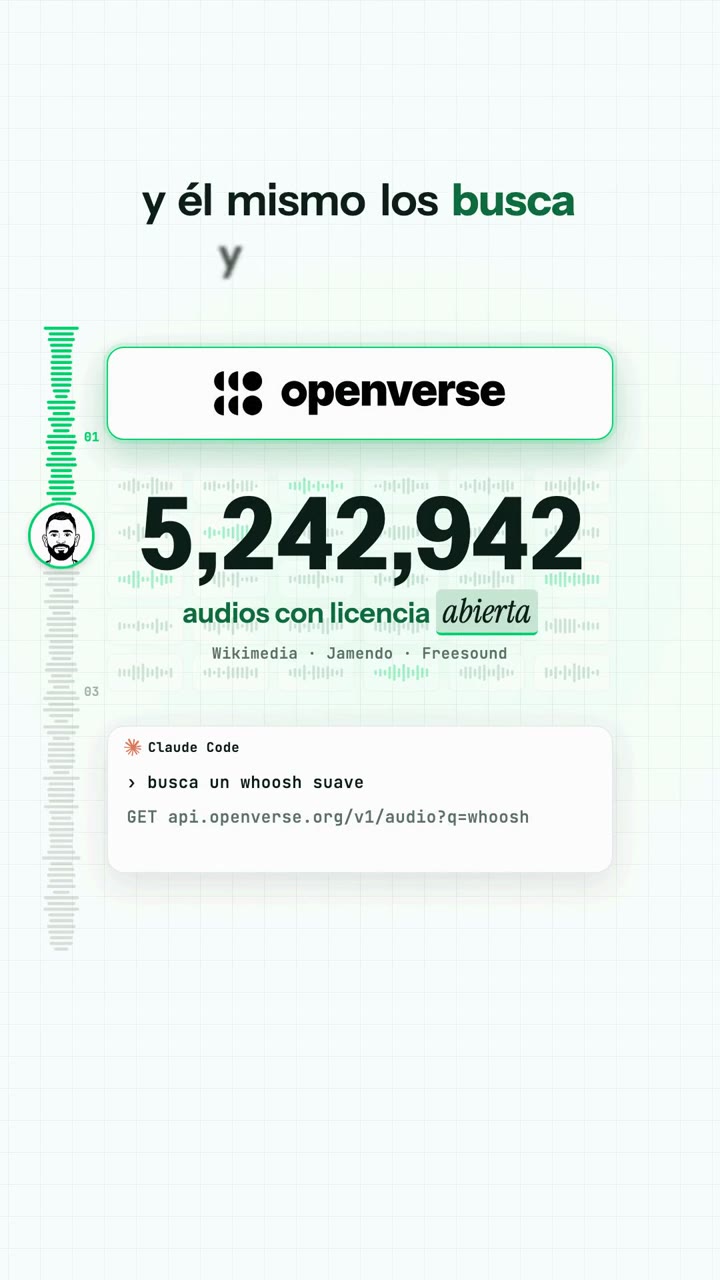 y él mismo los busca
y
openverse
01
5,242,942
audios con licencia abierta
Wikimedia · Jamendo · Freesound
03
Claude Code
› busca un whoosh suave
GET api.openverse.org/v1/audio?q=whoosh